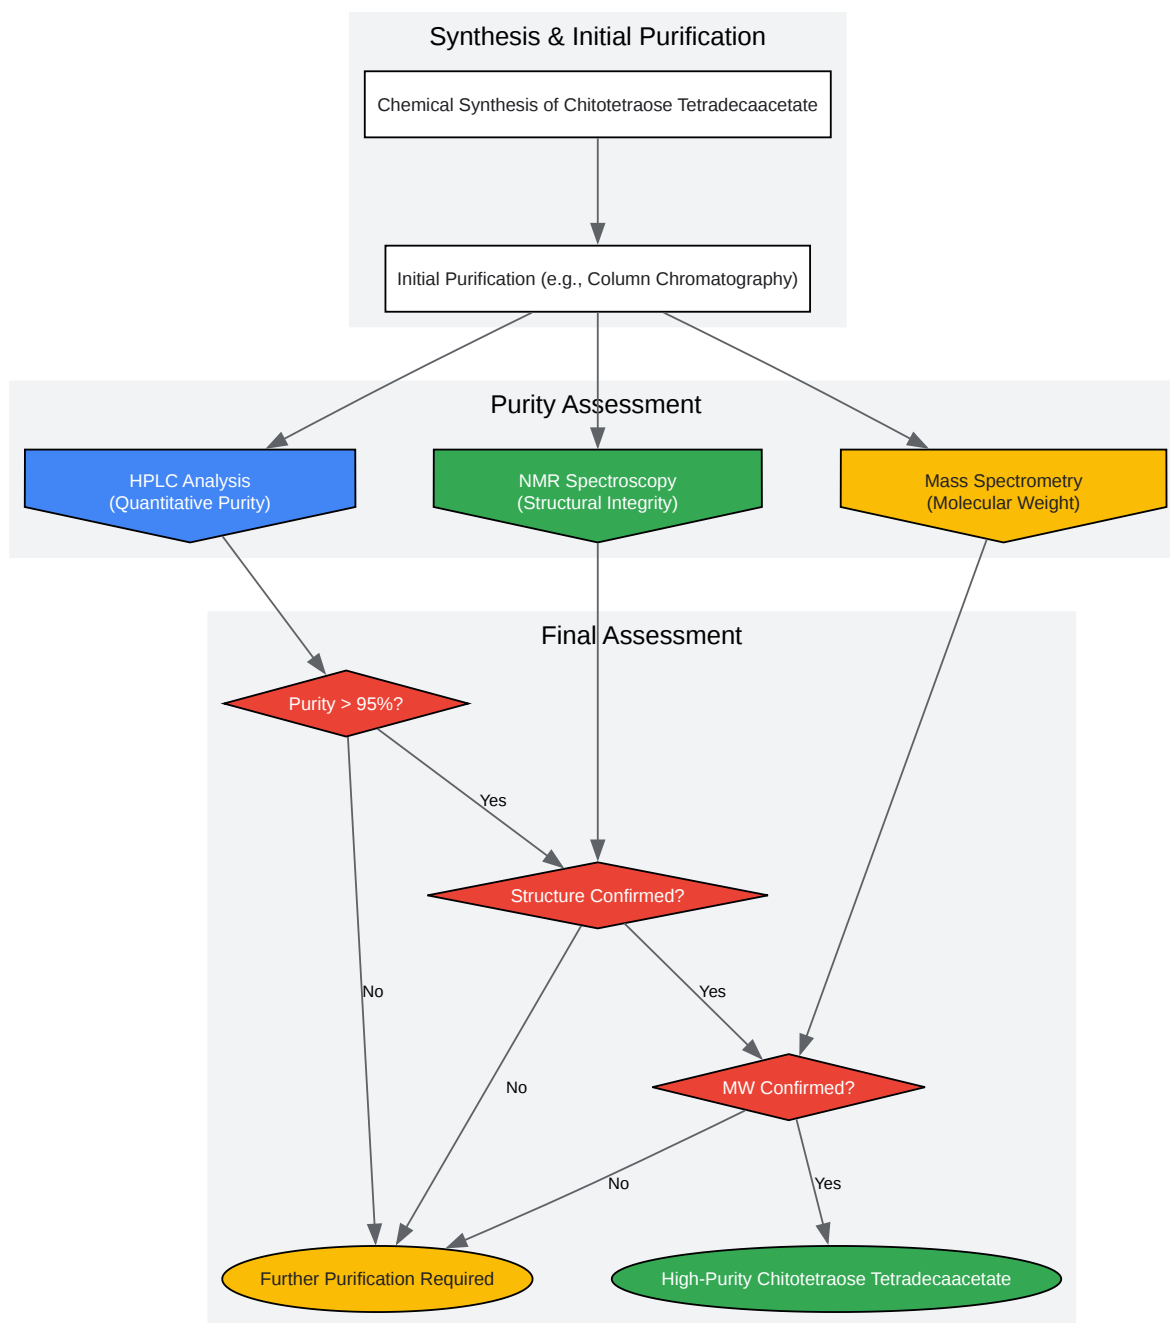 Synthesis & Initial Purification
Chemical Synthesis of Chitotetraose Tetradecaacetate
Initial Purification (e.g., Column Chromatography)
Purity Assessment
HPLC Analysis
(Quantitative Purity)
NMR Spectroscopy
(Structural Integrity)
Mass Spectrometry
(Molecular Weight)
Final Assessment
Purity > 95%?
Yes
Structure Confirmed?
No
Yes
No
MW Confirmed?
No
Yes
Further Purification Required
High-Purity Chitotetraose Tetradecaacetate